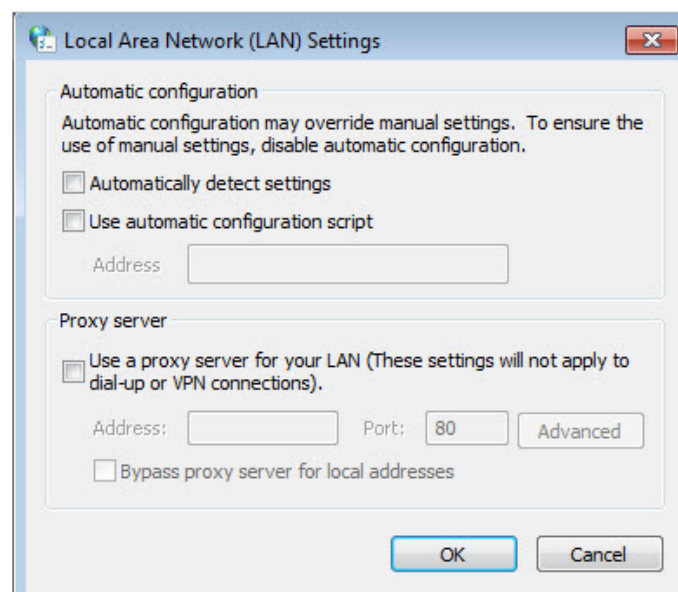 Local Area Network (LAN) Settings
Automatic configuration
Automatic configuration may override manual settings. To ensure the
use of manual settings, disable automatic configuration.
Automatically detect settings
Use automatic configuration script
Address
Proxy server
Use a proxy server for your LAN (These settings will not apply to
dial-up or VPN connections).
Address: Port: 80 Advanced
Bypass proxy server for local addresses
OK Cancel